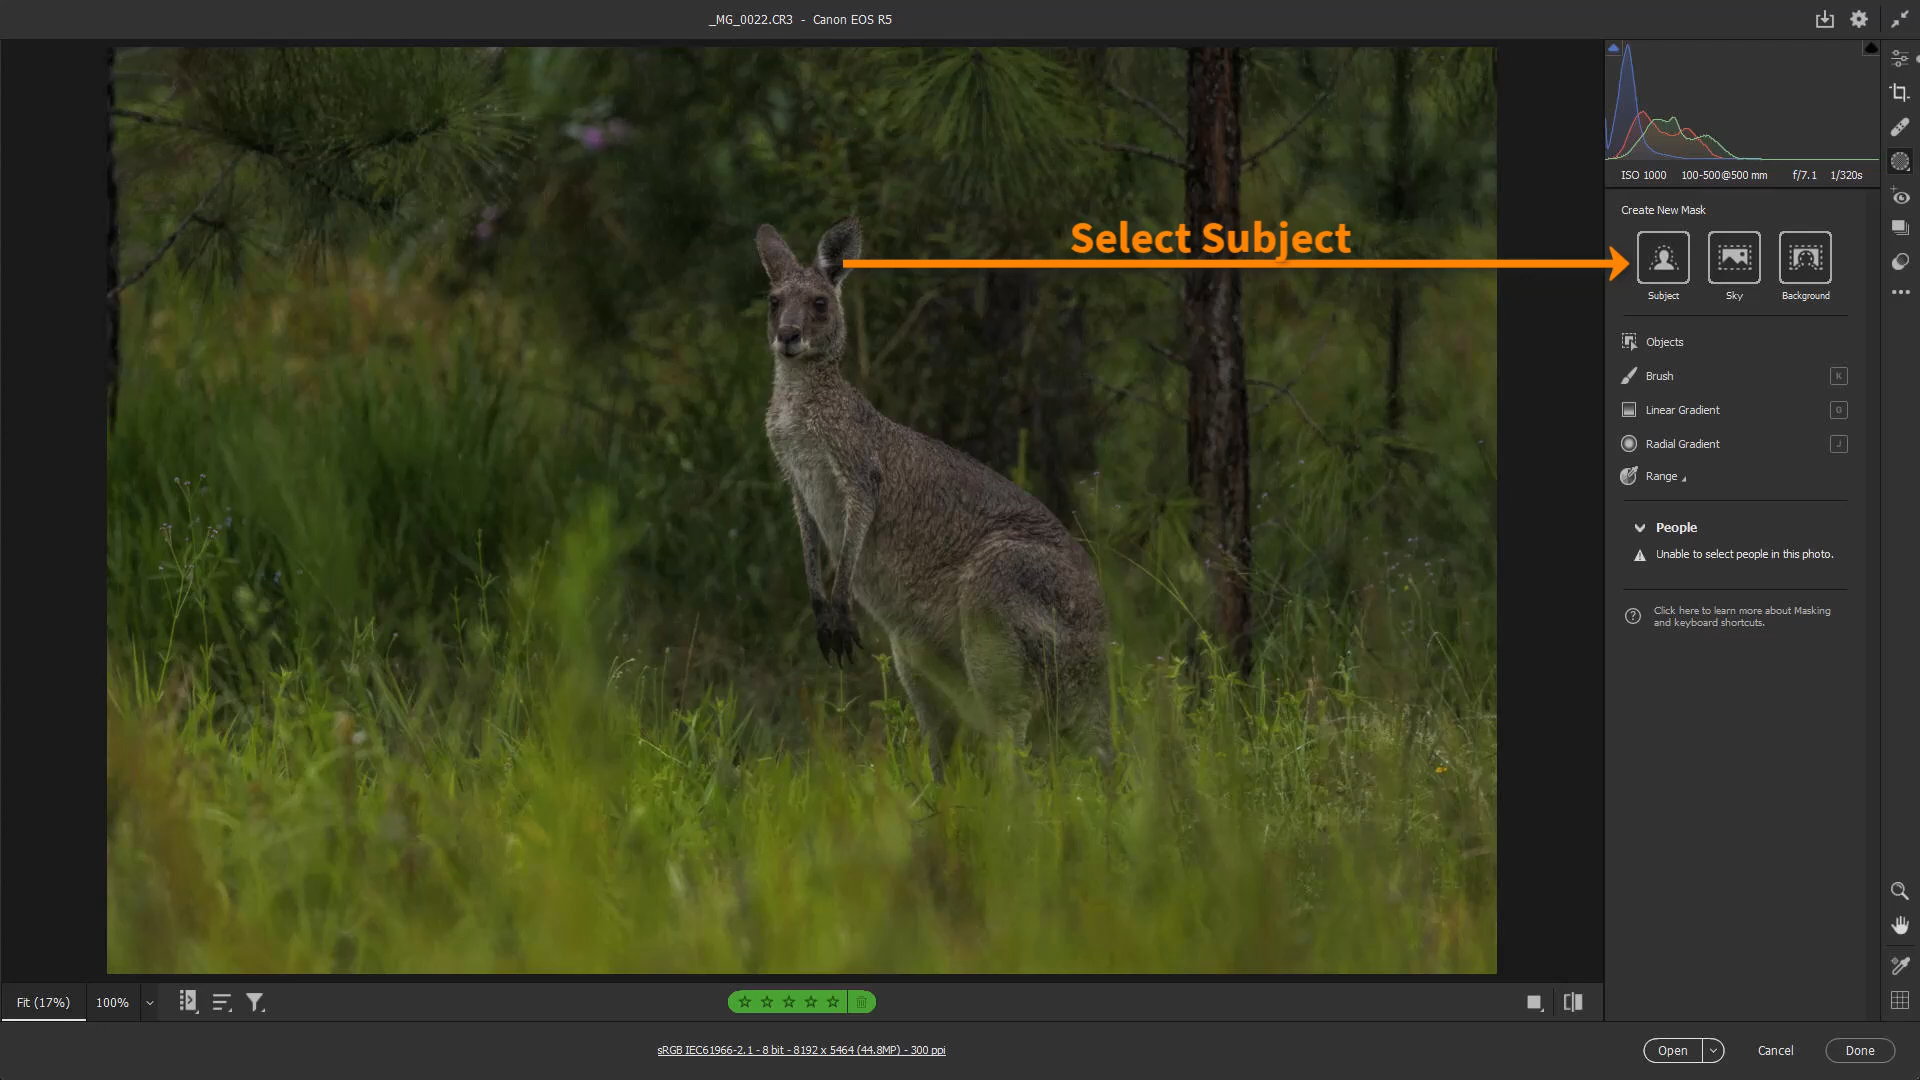 _MG_0022.CR3 - Canon EOS R5
ISO 1000 100-500@500 mm f/7.1 1/320s
Create New Mask
Select Subject
Subject Sky Background
Objects
Brush K
Linear Gradient G
Radial Gradient J
Range
People
Unable to select people in this photo.
Click here to learn more about Masking
and keyboard shortcuts.
Fit (17%) 100%
sRGB IEC61966-2.1 - 8 bit - 8192 x 5464 (44.8MP) - 300 ppi
Open Cancel Done